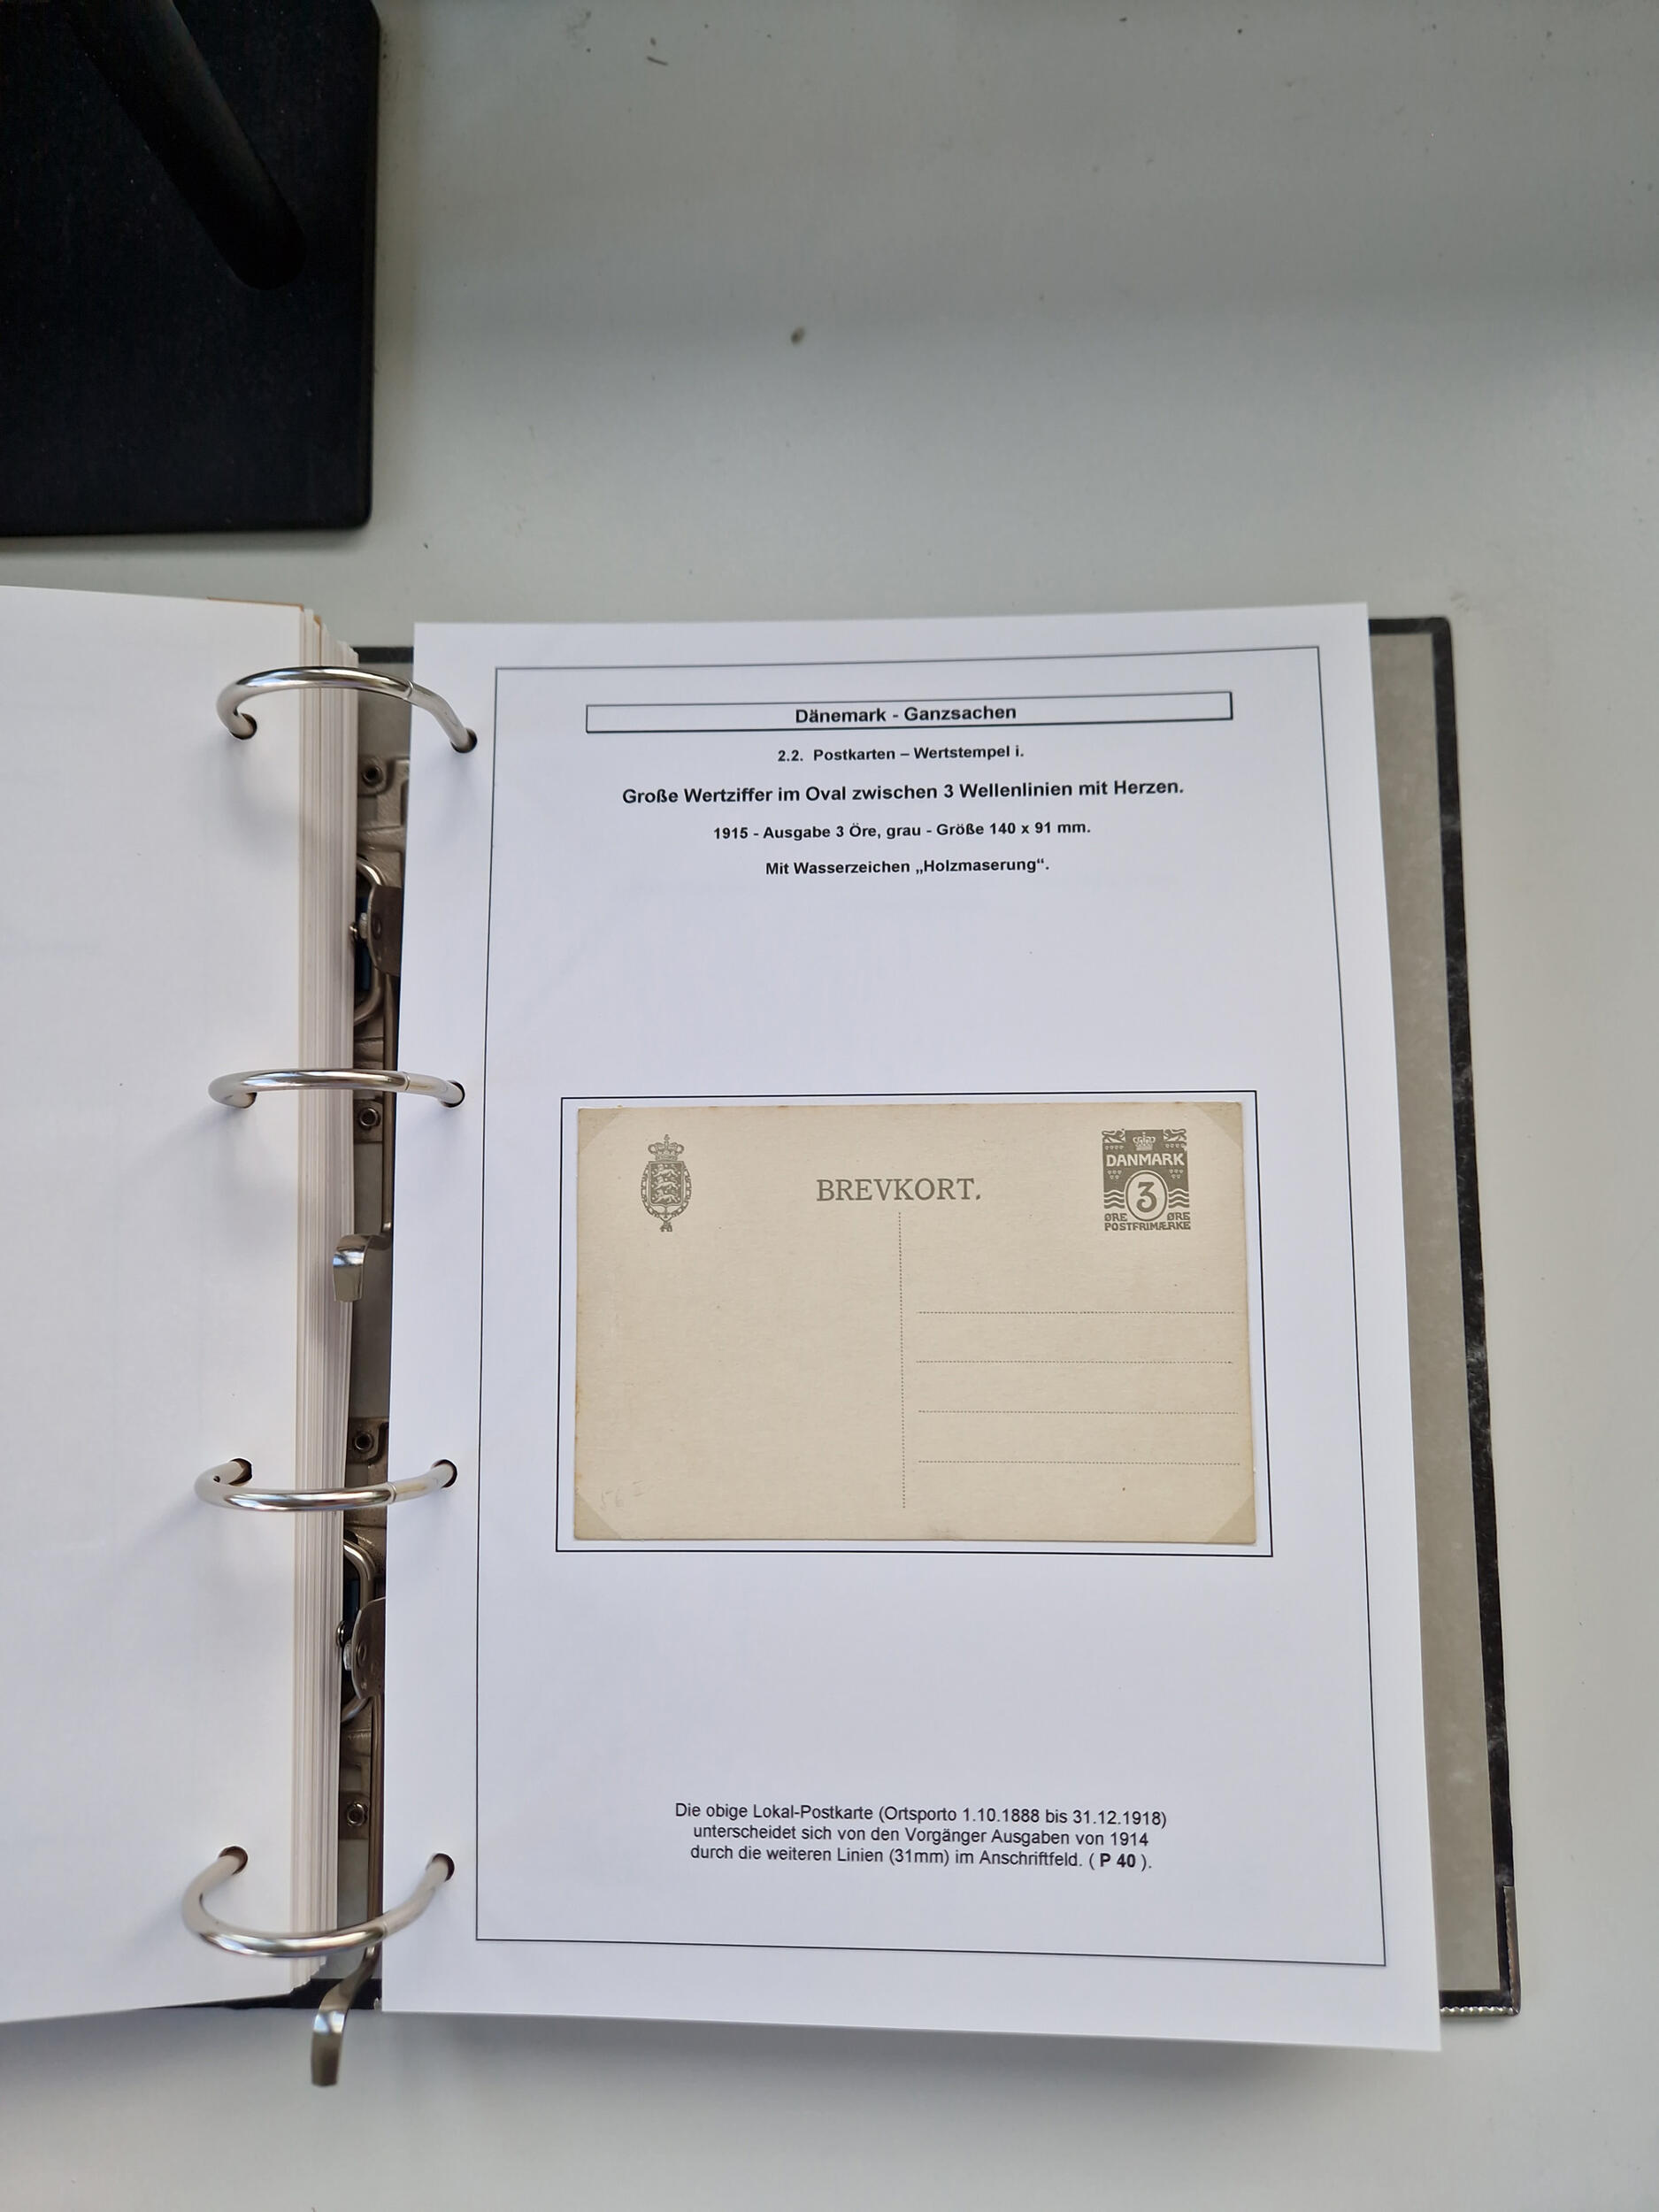 Dänemark - Ganzsachen
2.2. Postkarten – Wertstempel i.
Große Wertziffer im Oval zwischen 3 Wellenlinien mit Herzen.
1915 - Ausgabe 3 Öre, grau - Größe 140 x 91 mm.
Mit Wasserzeichen „Holzmaserung“.
BREVKORT.
DANMARK
3
ØRE ØRE
POSTFRIMÆRKE
Die obige Lokal-Postkarte (Ortsporto 1.10.1888 bis 31.12.1918)
unterscheidet sich von den Vorgänger Ausgaben von 1914
durch die weiteren Linien (31mm) im Anschriftfeld. ( P 40 ).